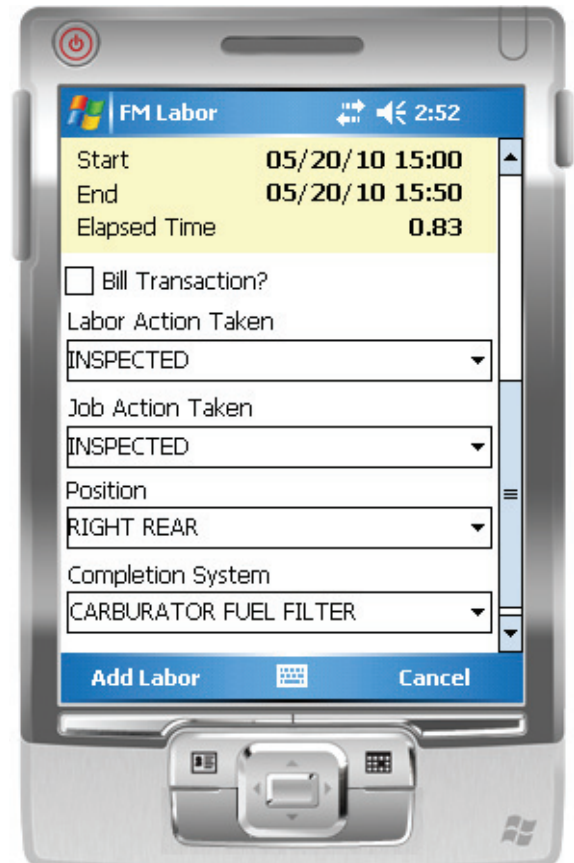 FM Labor 2:52
Start 05/20/10 15:00
End 05/20/10 15:50
Elapsed Time 0.83
Bill Transaction?
Labor Action Taken
INSPECTED
Job Action Taken
INSPECTED
Position
RIGHT REAR
Completion System
CARBURATOR FUEL FILTER
Add Labor Cancel